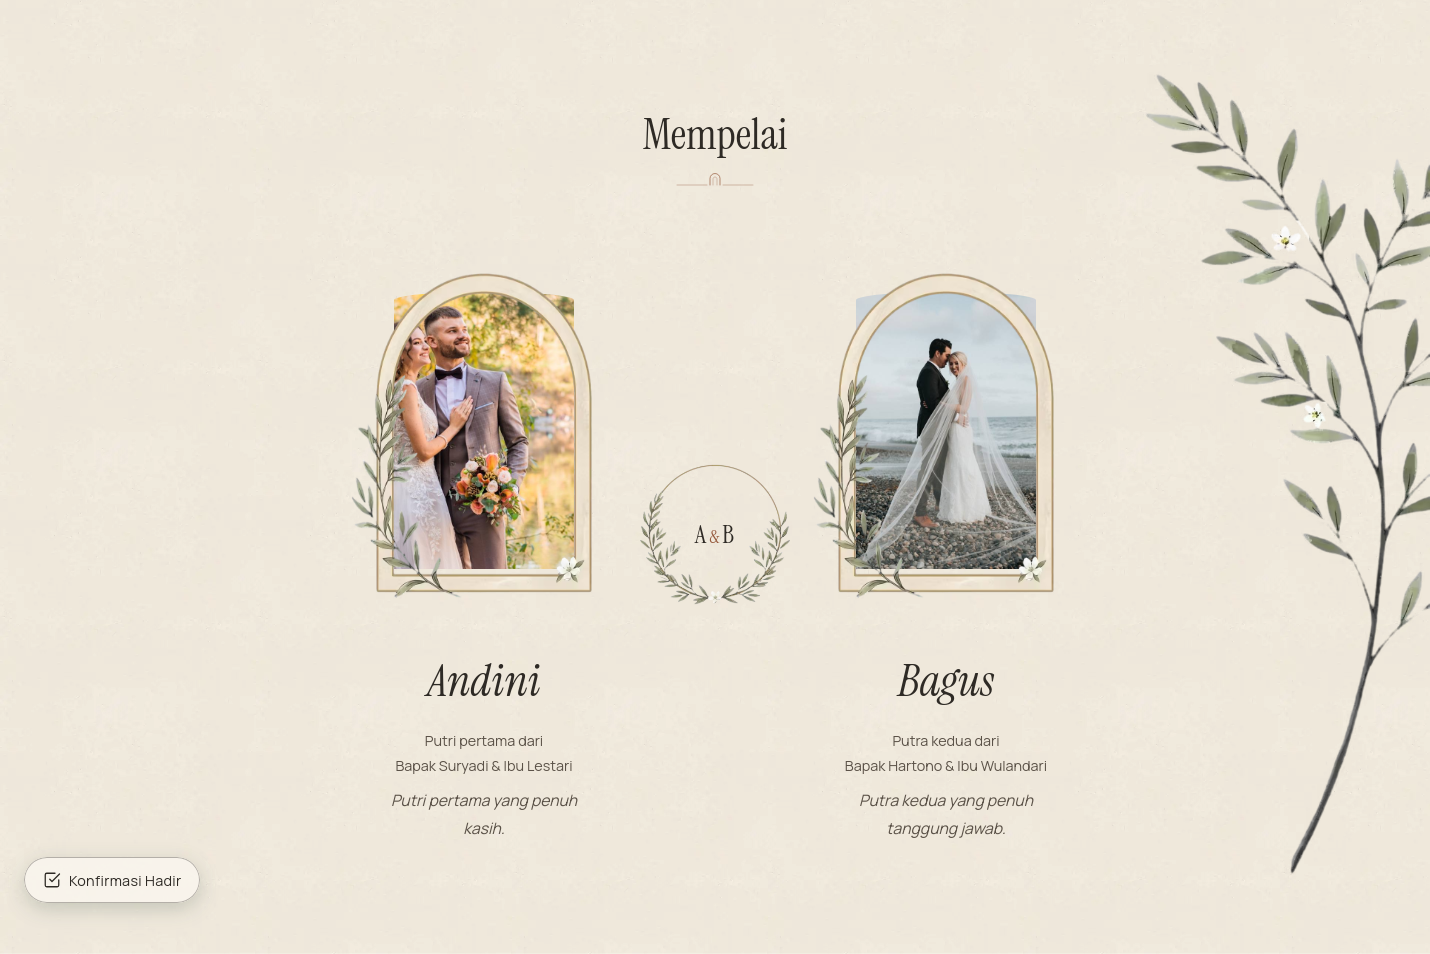 Mempelai
A & B
Andini
Putri pertama dari
Bapak Suryadi & Ibu Lestari
Putri pertama yang penuh
kasih.
Bagus
Putra kedua dari
Bapak Hartono & Ibu Wulandari
Putra kedua yang penuh
tanggung jawab.
Konfirmasi Hadir